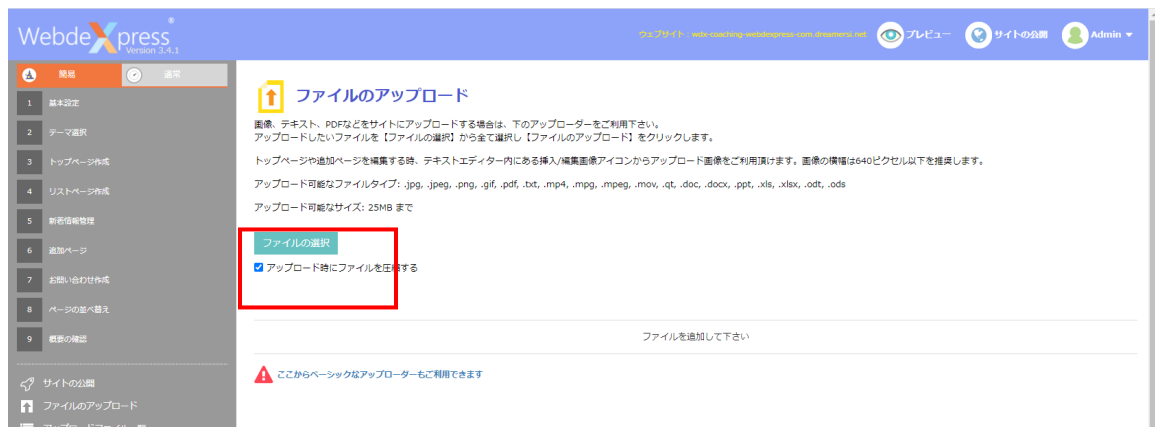 WebdeXpress®
Version 3.4.1
ウェブサイト : wite-coaching-webdexpress-com.dreamersi.net
プレビュー
サイトの公開
Admin
簡易
通常
1 基本設定
2 テーマ選択
3 トップページ作成
4 リストページ作成
5 新着情報管理
6 追加ページ
7 お問い合わせ作成
8 ページの並べ替え
9 概要の確認
サイトの公開
ファイルのアップロード
ファイルのアップロード
画像、テキスト、PDFなどをサイトにアップロードする場合は、下のアップローダーをご利用下さい。
アップロードしたいファイルを【ファイルの選択】から全て選択し【ファイルのアップロード】をクリックします。
トップページや追加ページを編集する時、テキストエディター内にある挿入/編集画像アイコンからアップロード画像をご利用頂けます。画像の横幅は640ピクセル以下を推奨します。
アップロード可能なファイルタイプ: .jpg, .jpeg, .png, .gif, .pdf, .txt, .mp4, .mpg, .mpeg, .mov, .qt, .doc, .docx, .ppt, .xls, .xlsx, .odt, .ods
アップロード可能なサイズ: 25MB まで
ファイルの選択
アップロード時にファイルを圧縮する
ファイルを追加して下さい
ここからベーシックなアップローダーもご利用できます